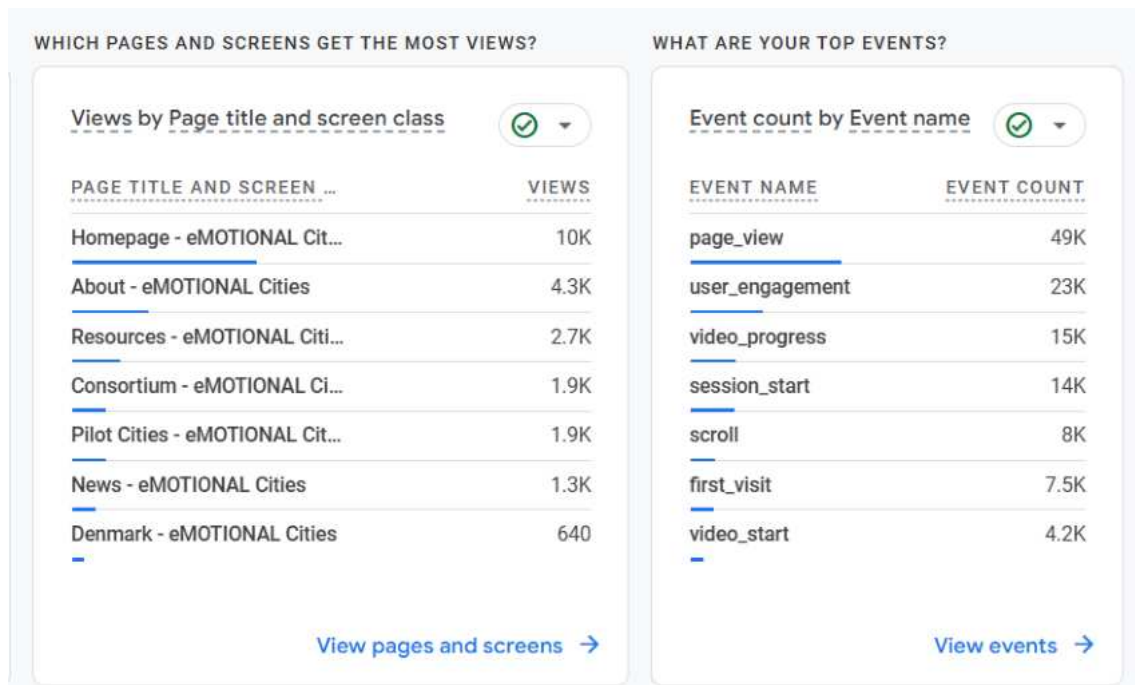 WHICH PAGES AND SCREENS GET THE MOST VIEWS?
Views by Page title and screen class
PAGE TITLE AND SCREEN ... VIEWS
Homepage - eMOTIONAL Cit... 10K
About - eMOTIONAL Cities 4.3K
Resources - eMOTIONAL Citi... 2.7K
Consortium - eMOTIONAL Ci... 1.9K
Pilot Cities - eMOTIONAL Cit... 1.9K
News - eMOTIONAL Cities 1.3K
Denmark - eMOTIONAL Cities 640
View pages and screens
WHAT ARE YOUR TOP EVENTS?
Event count by Event name
EVENT NAME EVENT COUNT
page_view 49K
user_engagement 23K
video_progress 15K
session_start 14K
scroll 8K
first_visit 7.5K
video_start 4.2K
View events